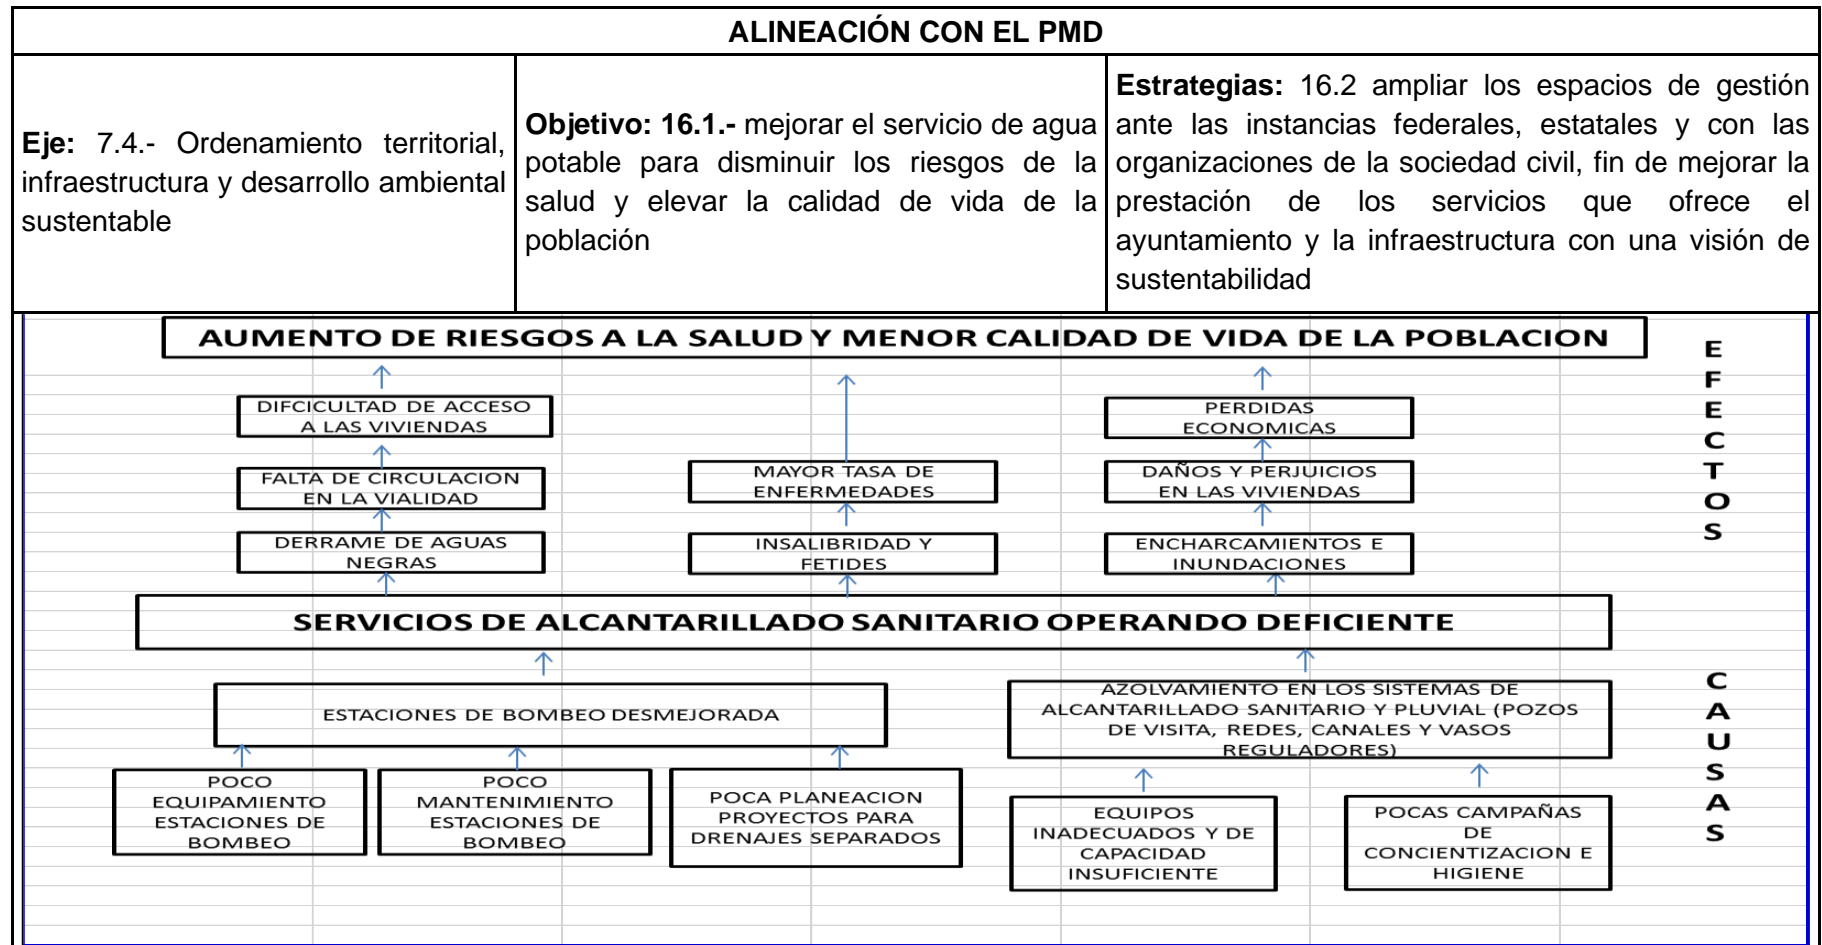 ALINEACIÓN CON EL PMD
Eje: 7.4.- Ordenamiento territorial,
infraestructura y desarrollo ambiental
sustentable
Objetivo: 16.1.- mejorar el servicio de agua
potable para disminuir los riesgos de la
salud y elevar la calidad de vida de la
población
Estrategias: 16.2 ampliar los espacios de gestión
ante las instancias federales, estatales y con las
organizaciones de la sociedad civil, fin de mejorar la
prestación de los servicios que ofrece el
ayuntamiento y la infraestructura con una visión de
sustentabilidad
AUMENTO DE RIESGOS A LA SALUD Y MENOR CALIDAD DE VIDA DE LA POBLACION
EFECTOS
DIFCICULTAD DE ACCESO
A LAS VIVIENDAS
PERDIDAS
ECONOMICAS
FALTA DE CIRCULACION
EN LA VIALIDAD
MAYOR TASA DE
ENFERMEDADES
DAÑOS Y PERJUICIOS
EN LAS VIVIENDAS
DERRAME DE AGUAS
NEGRAS
INSALIBRIDAD Y
FETIDES
ENCHARCAMIENTOS E
INUNDACIONES
SERVICIOS DE ALCANTARILLADO SANITARIO OPERANDO DEFICIENTE
CAUSAS
ESTACIONES DE BOMBEO DESMEJORADA
AZOLVAMIENTO EN LOS SISTEMAS DE
ALCANTARILLADO SANITARIO Y PLUVIAL (POZOS
DE VISITA, REDES, CANALES Y VASOS
REGULADORES)
POCO
EQUIPAMIENTO
ESTACIONES DE
BOMBEO
POCO
MANTENIMIENTO
ESTACIONES DE
BOMBEO
POCA PLANEACION
PROYECTOS PARA
DRENAJES SEPARADOS
EQUIPOS
INADECUADOS Y DE
CAPACIDAD
INSUFICIENTE
POCAS CAMPAÑAS
DE
CONCIENTIZACION E
HIGIENE